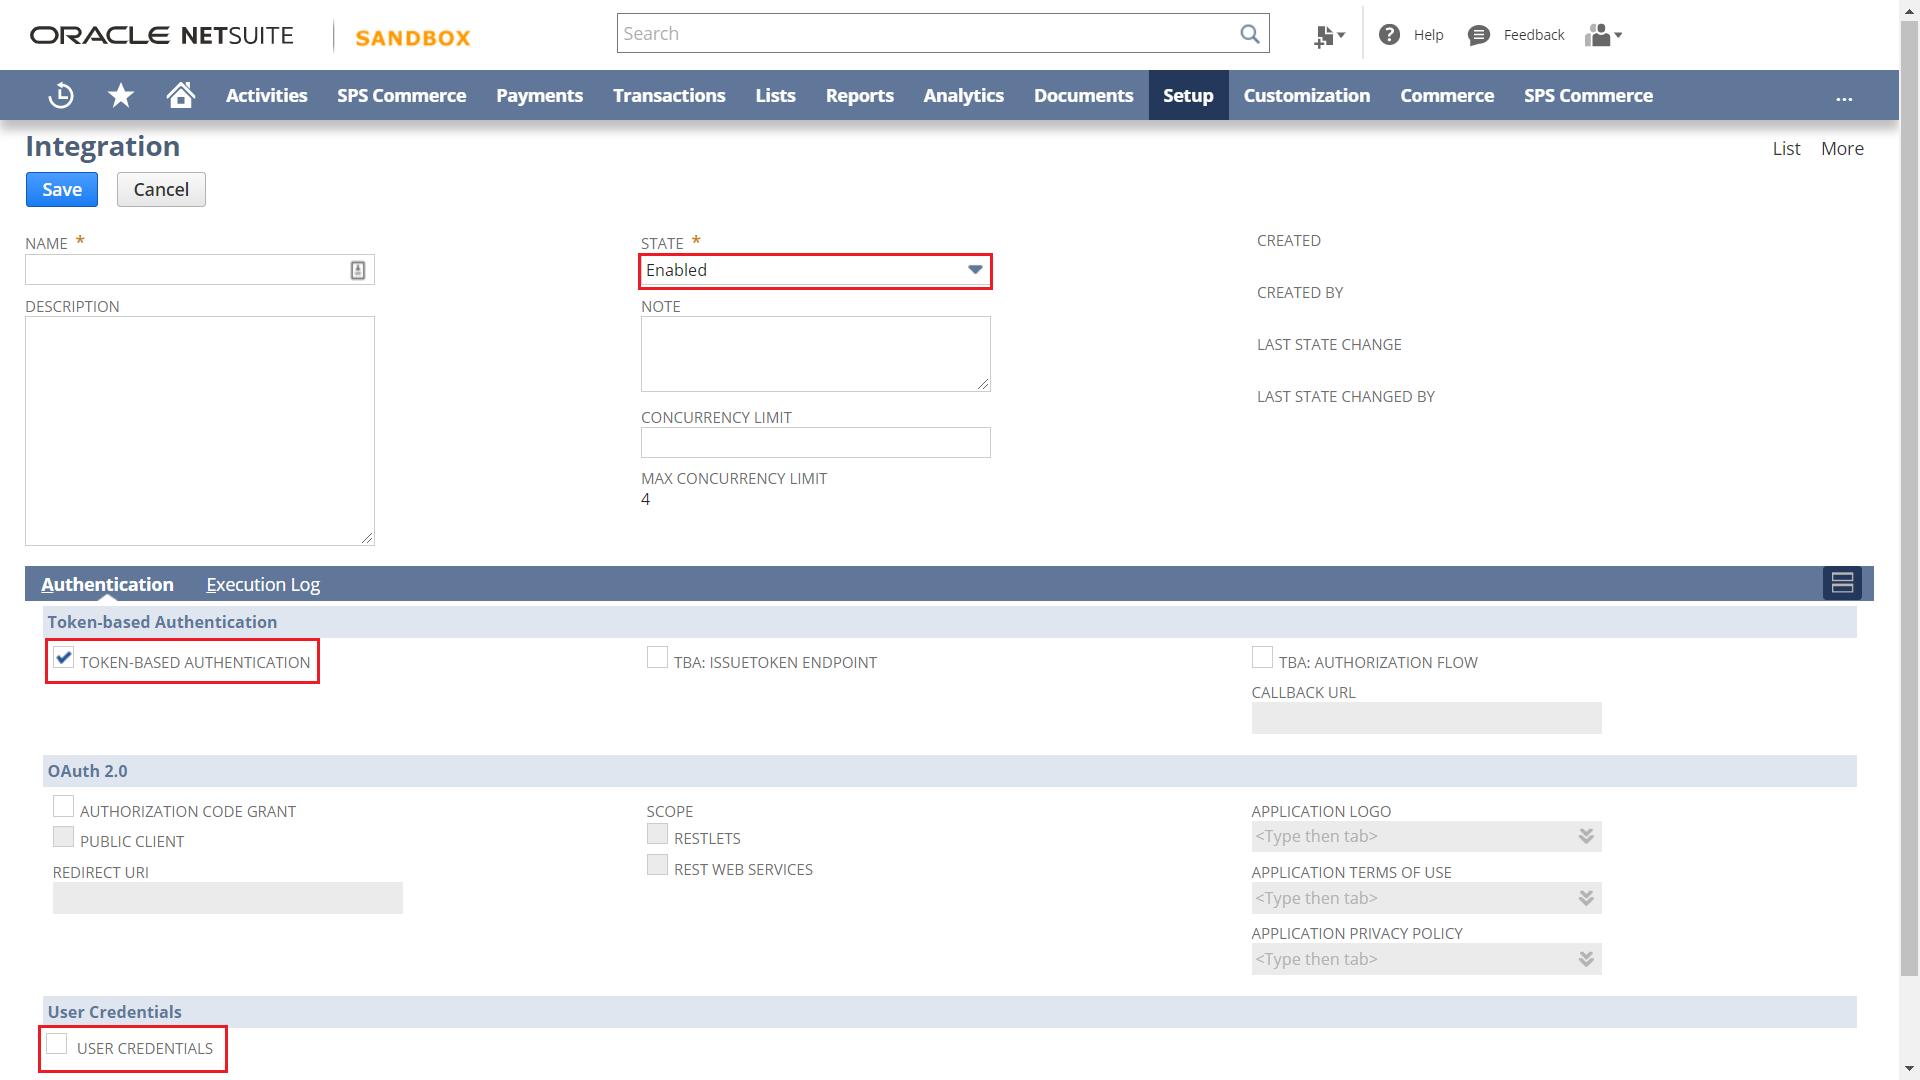 ORACLE NETSUITE SANDBOX Search Help Feedback
Activities SPS Commerce Payments Transactions Lists Reports Analytics Documents Setup Customization Commerce SPS Commerce ...
Integration List More
Save Cancel
NAME *
STATE *
Enabled
CREATED
DESCRIPTION
NOTE
CREATED BY
LAST STATE CHANGE
LAST STATE CHANGED BY
CONCURRENCY LIMIT
MAX CONCURRENCY LIMIT
4
Authentication Execution Log
Token-based Authentication
TOKEN-BASED AUTHENTICATION TBA: ISSUETOKEN ENDPOINT TBA: AUTHORIZATION FLOW
CALLBACK URL
OAuth 2.0
AUTHORIZATION CODE GRANT
PUBLIC CLIENT
REDIRECT URI
SCOPE
RESTLETS
REST WEB SERVICES
APPLICATION LOGO
<Type then tab>
APPLICATION TERMS OF USE
<Type then tab>
APPLICATION PRIVACY POLICY
<Type then tab>
User Credentials
USER CREDENTIALS